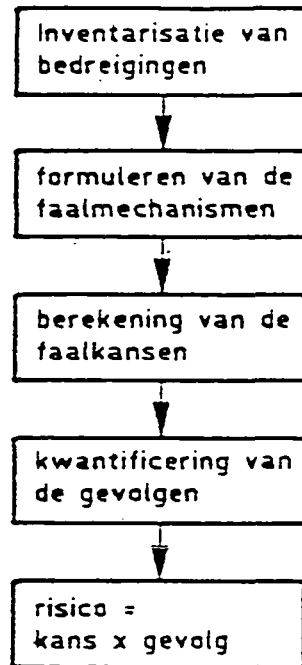 Inventarisatie van
bedreigingen
formuleren van de
faalmechanismen
berekening van de
faalkansen
kwantificering van
de gevolgen
risico =
kans x gevolg